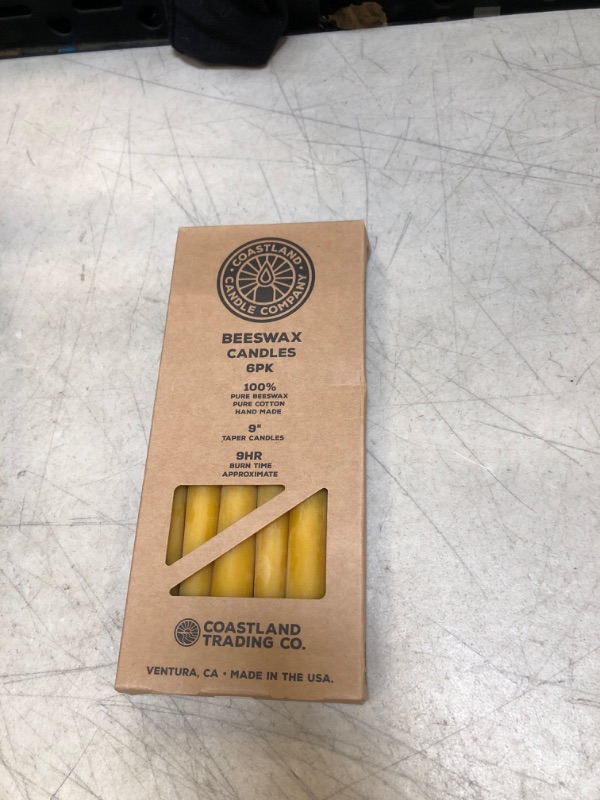 COASTLAND
CANDLE COMPANY
BEESWAX
CANDLES
6PK
100%
PURE BEESWAX
PURE COTTON
HAND MADE
9"
TAPER CANDLES
9HR
BURN TIME
APPROXIMATE
COASTLAND
TRADING CO.
VENTURA, CA • MADE IN THE USA.